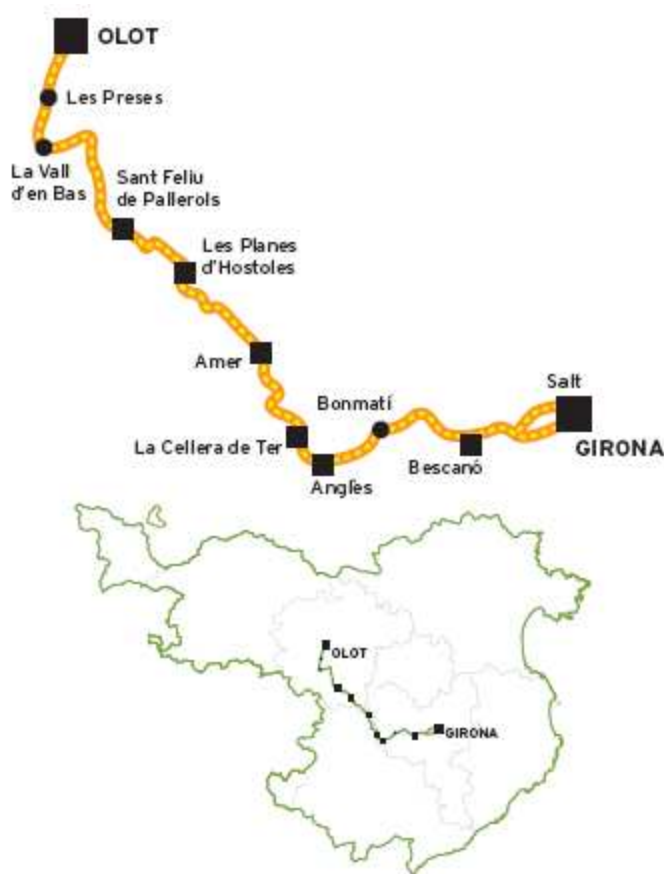 OLOT
Les Preses
La Vall
d'en Bas
Sant Feliu
de Pallerols
Les Planes
d'Hostoles
Amer
La Cellera de Ter
Anglès
Bonmatí
Bescanó
Salt
GIRONA
OLOT
GIRONA